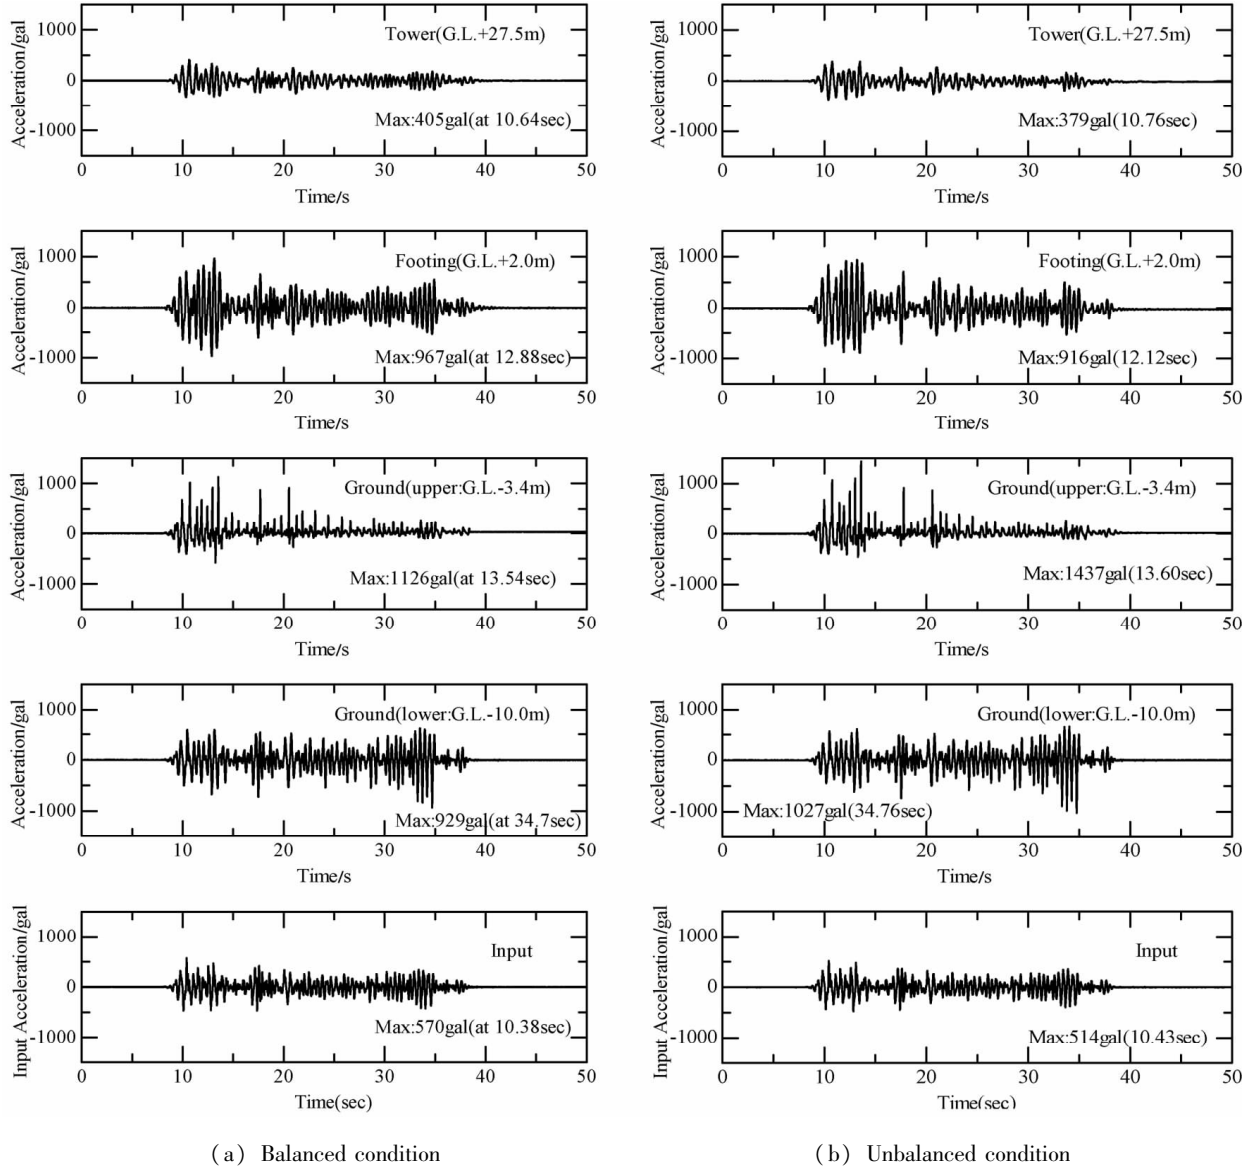 Acceleration/gal
1000
0
-1000
Tower(G.L.+27.5m)
Max:405gal(at 10.64sec)
0 10 20 30 40 50
Time/s
Acceleration/gal
1000
0
-1000
Footing(G.L.+2.0m)
Max:967gal(at 12.88sec)
0 10 20 30 40 50
Time/s
Acceleration/gal
1000
0
-1000
Ground(upper:G.L.-3.4m)
Max:1126gal(at 13.54sec)
0 10 20 30 40 50
Time/s
Acceleration/gal
1000
0
-1000
Ground(lower:G.L.-10.0m)
Max:929gal(at 34.7sec)
0 10 20 30 40 50
Time/s
Input Acceleration/gal
1000
0
-1000
Input
Max:570gal(at 10.38sec)
0 10 20 30 40 50
Time(sec)
(a) Balanced condition
Acceleration/gal
1000
0
-1000
Tower(G.L.+27.5m)
Max:379gal(10.76sec)
0 10 20 30 40 50
Time/s
Acceleration/gal
1000
0
-1000
Footing(G.L.+2.0m)
Max:916gal(12.12sec)
0 10 20 30 40 50
Time/s
Acceleration/gal
1000
0
-1000
Ground(upper:G.L.-3.4m)
Max:1437gal(13.60sec)
0 10 20 30 40 50
Time/s
Acceleration/gal
1000
0
-1000
Ground(lower:G.L.-10.0m)
Max:1027gal(34.76sec)
0 10 20 30 40 50
Time/s
Input Acceleration/gal
1000
0
-1000
Input
Max:514gal(10.43sec)
0 10 20 30 40 50
Time(sec)
(b) Unbalanced condition